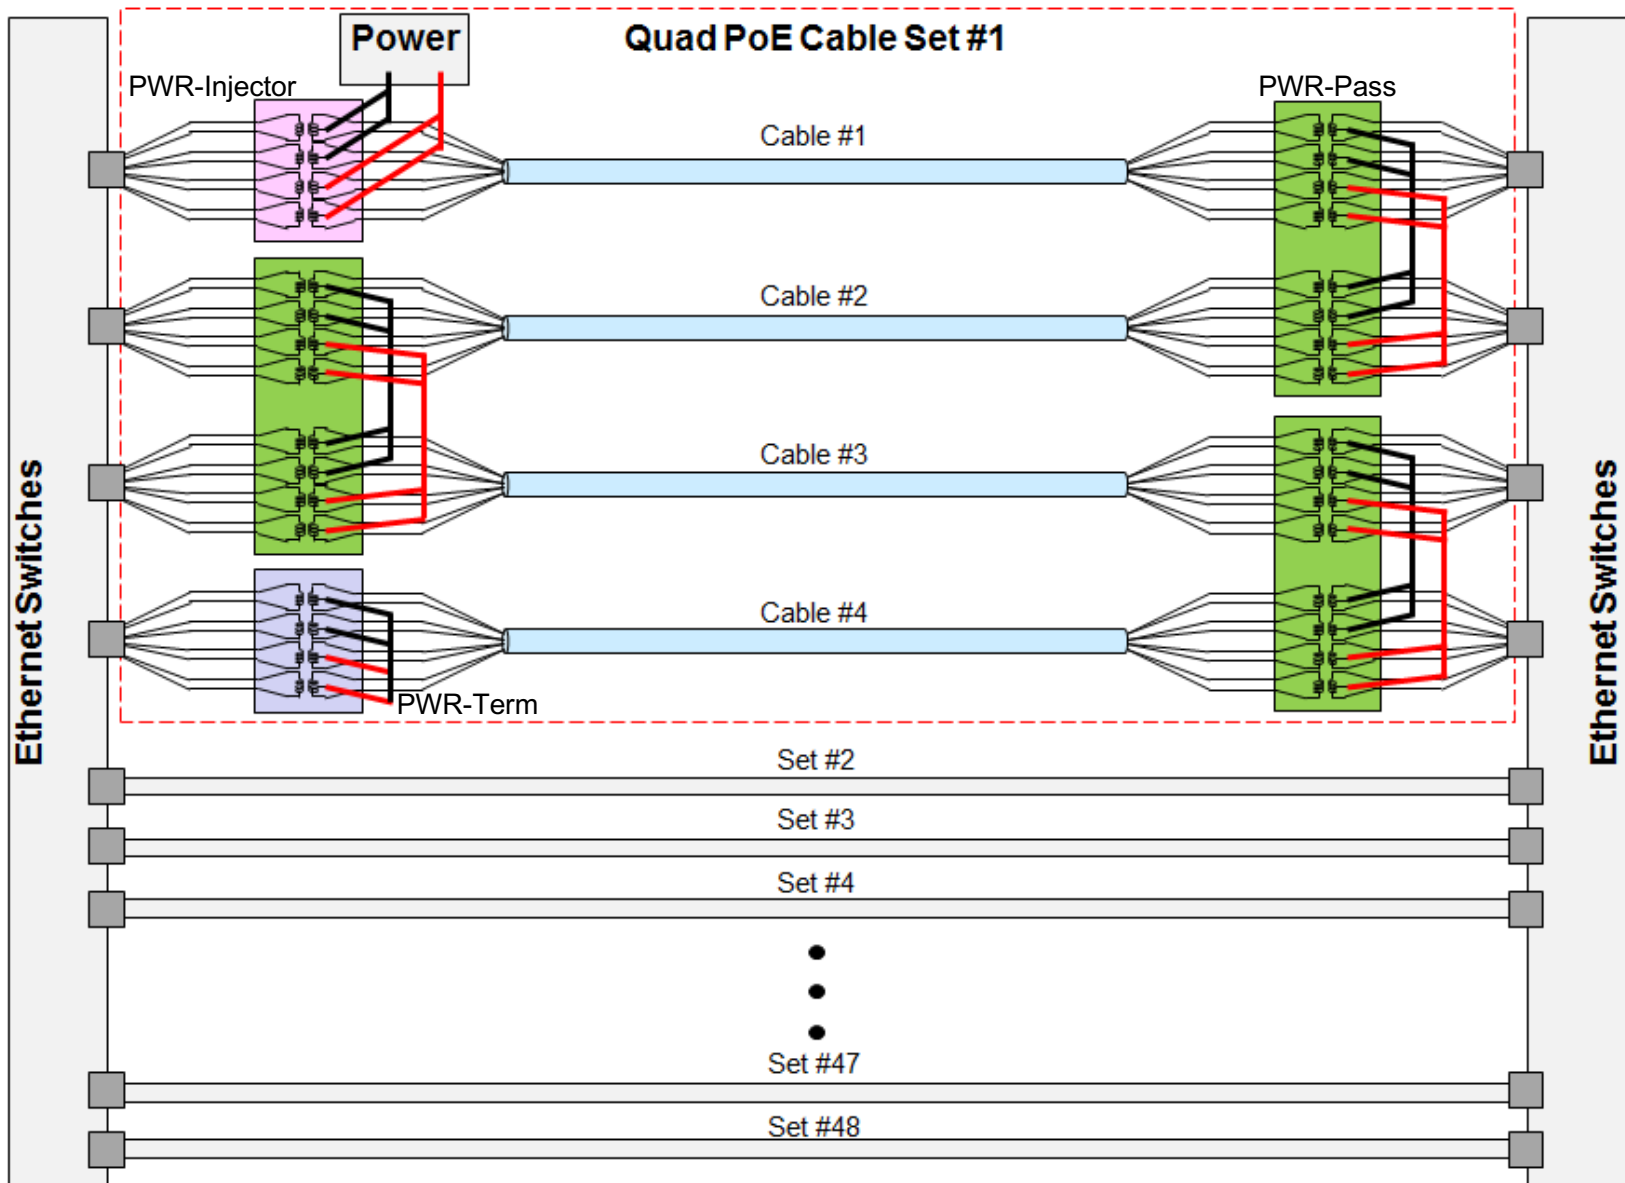 Power
Quad PoE Cable Set #1
PWR-Injector
PWR-Pass
Cable #1
Cable #2
Cable #3
Cable #4
PWR-Term
Ethernet Switches
Ethernet Switches
Set #2
Set #3
Set #4
Set #47
Set #48